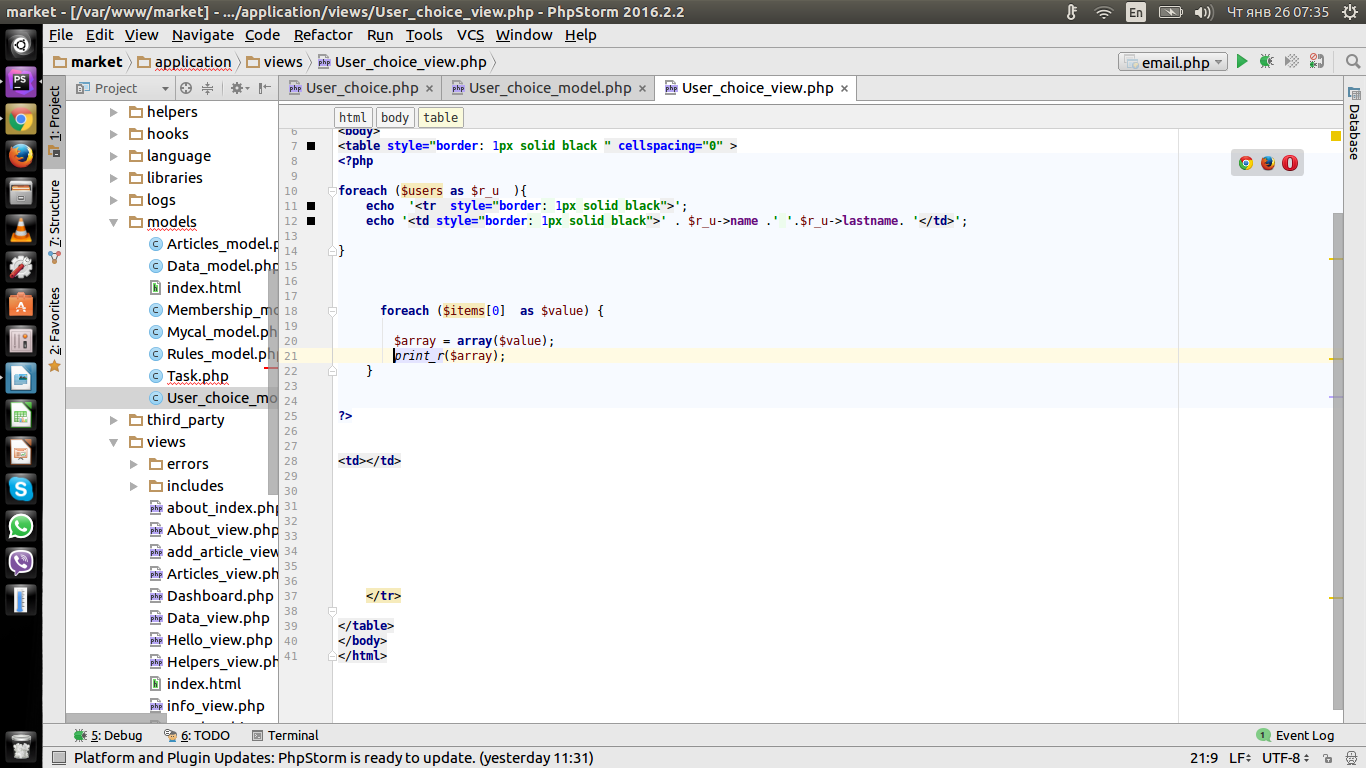 market - [/var/www/market] - .../application/views/User_choice_view.php - PhpStorm 2016.2.2
En
Чт янв 26 07:35
File Edit View Navigate Code Refactor Run Tools VCS Window Help
market application views User_choice_view.php
email.php
1: Project
7: Structure
2: Favorites
Project
User_choice.php × User_choice_model.php × User_choice_view.php ×
Database
html body table
helpers
hooks
language
libraries
logs
models
Articles_model.p
Data_model.php
index.html
Membership_mo
Mycal_model.ph
Rules_model.php
Task.php
User_choice_mo
third_party
views
errors
includes
about_index.php
About_view.php
add_article_view
Articles_view.ph
Dashboard.php
Data_view.php
Hello_view.php
Helpers_view.ph
index.html
info_view.php
6 <body>
7 <table style="border: 1px solid black " cellspacing="0" >
8 <?php
9
10 foreach ($users as $r_u  ){
11 echo  '<tr  style="border: 1px solid black">';
12 echo '<td style="border: 1px solid black">' . $r_u->name .' '.$r_u->lastname. '</td>';
13
14 }
15
16
17
18 foreach ($items[0]  as $value) {
19
20 $array = array($value);
21 print_r($array);
22 }
23
24
25 ?>
26
27
28 <td></td>
29
30
31
32
33
34
35
36
37 </tr>
38
39 </table>
40 </body>
41 </html>
5: Debug 6: TODO Terminal
1 Event Log
Platform and Plugin Updates: PhpStorm is ready to update. (yesterday 11:31)
21:9 LF UTF-8